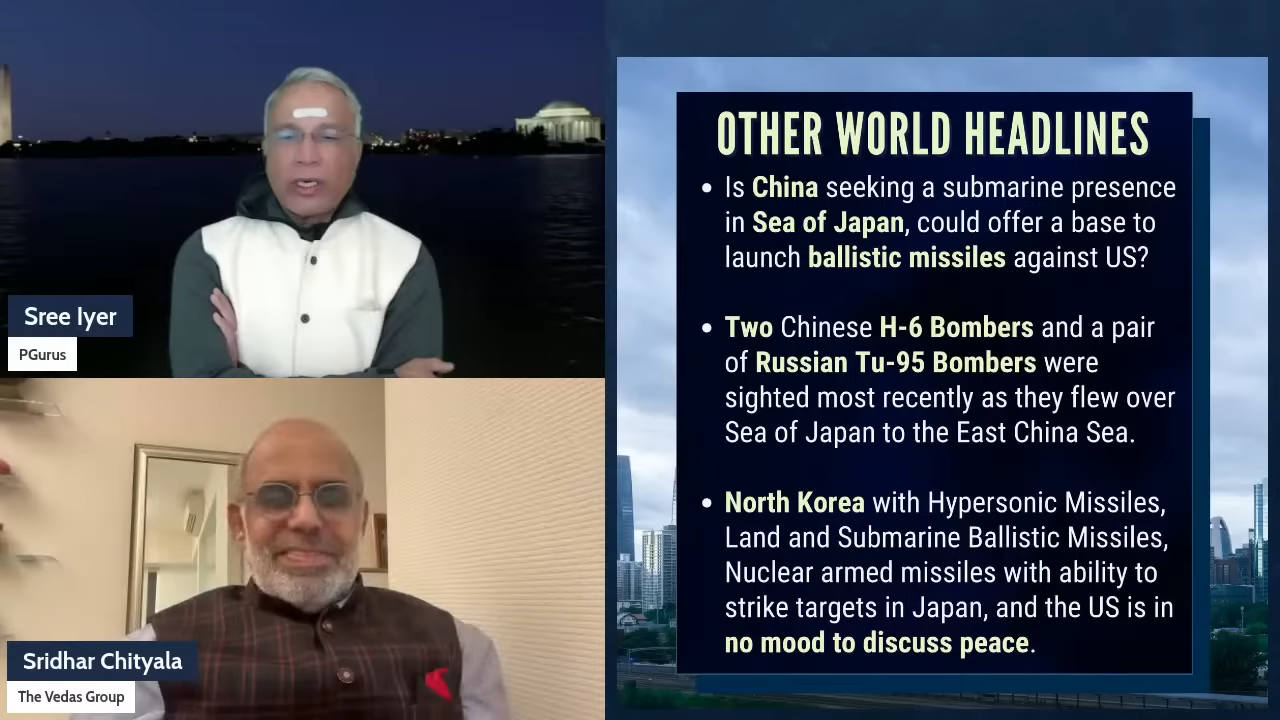 Sree Iyer
PGurus
Sridhar Chityala
The Vedas Group
OTHER WORLD HEADLINES
• Is China seeking a submarine presence
in Sea of Japan, could offer a base to
launch ballistic missiles against US?
• Two Chinese H-6 Bombers and a pair
of Russian Tu-95 Bombers were
sighted most recently as they flew over
Sea of Japan to the East China Sea.
• North Korea with Hypersonic Missiles,
Land and Submarine Ballistic Missiles,
Nuclear armed missiles with ability to
strike targets in Japan, and the US is in
no mood to discuss peace.